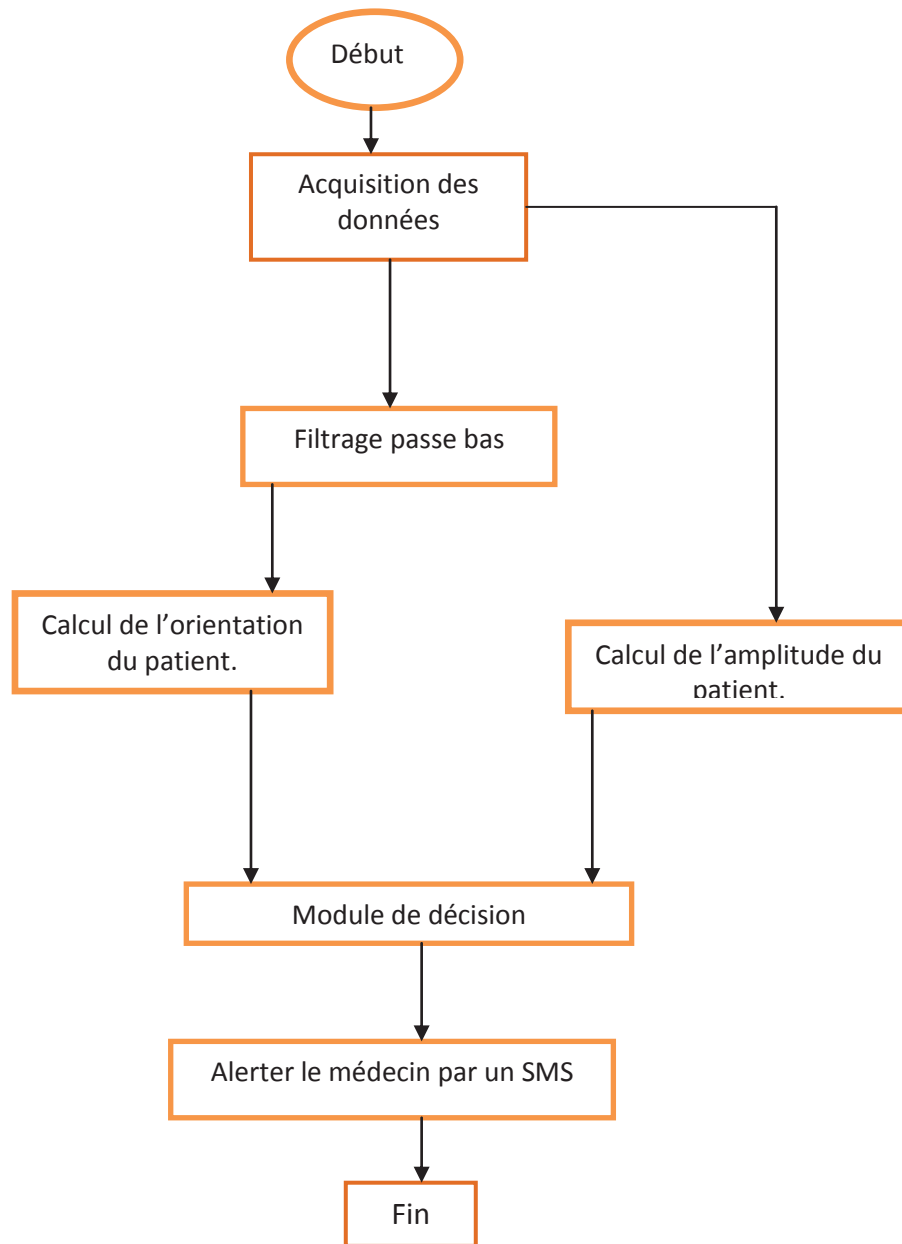 Début
Acquisition des
données
Filtrage passe bas
Calcul de l’orientation
du patient.
Calcul de l’amplitude du
patient.
Module de décision
Alerter le médecin par un SMS
Fin